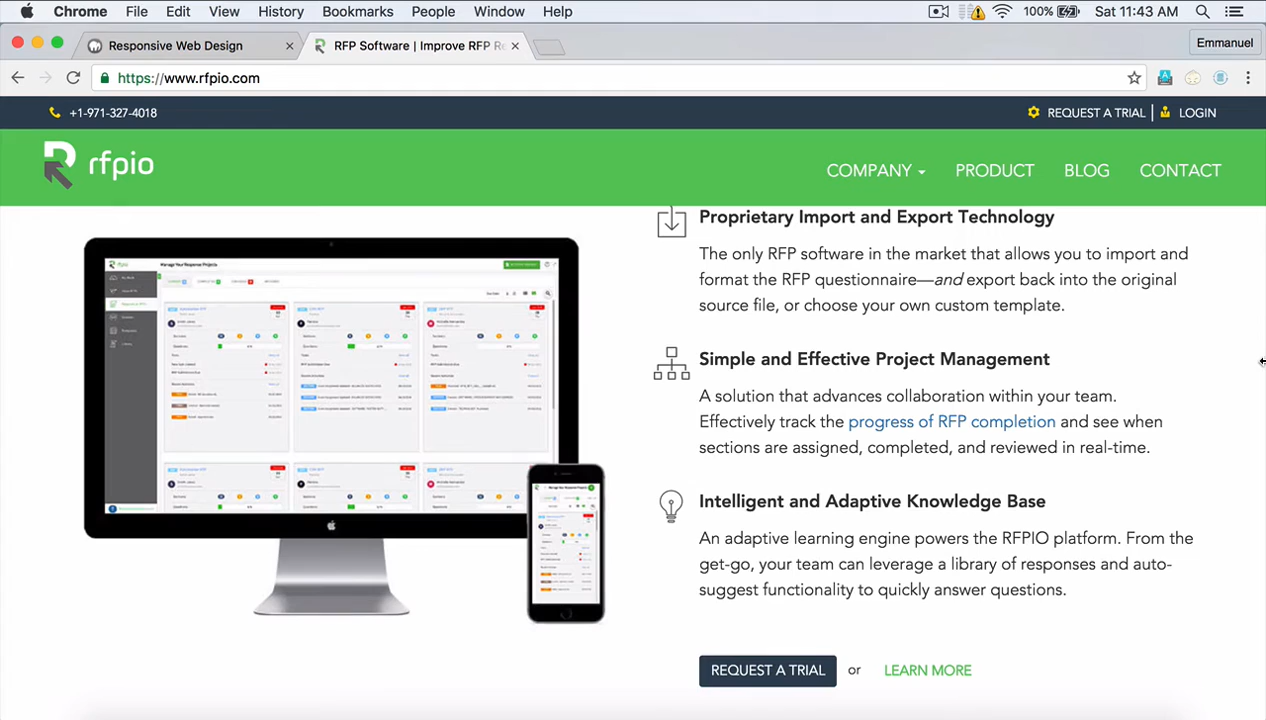 Chrome File Edit View History Bookmarks People Window Help 100% Sat 11:43 AM
Responsive Web Design RFP Software | Improve RFP R Emmanuel
https://www.rfpio.com
+1-971-327-4018 REQUEST A TRIAL | LOGIN
rfpio COMPANY PRODUCT BLOG CONTACT
Proprietary Import and Export Technology
The only RFP software in the market that allows you to import and
format the RFP questionnaire—and export back into the original
source file, or choose your own custom template.
Manage Your Response Projects
Simple and Effective Project Management
A solution that advances collaboration within your team.
Effectively track the progress of RFP completion and see when
sections are assigned, completed, and reviewed in real-time.
Intelligent and Adaptive Knowledge Base
An adaptive learning engine powers the RFPIO platform. From the
get-go, your team can leverage a library of responses and auto-
suggest functionality to quickly answer questions.
REQUEST A TRIAL or LEARN MORE